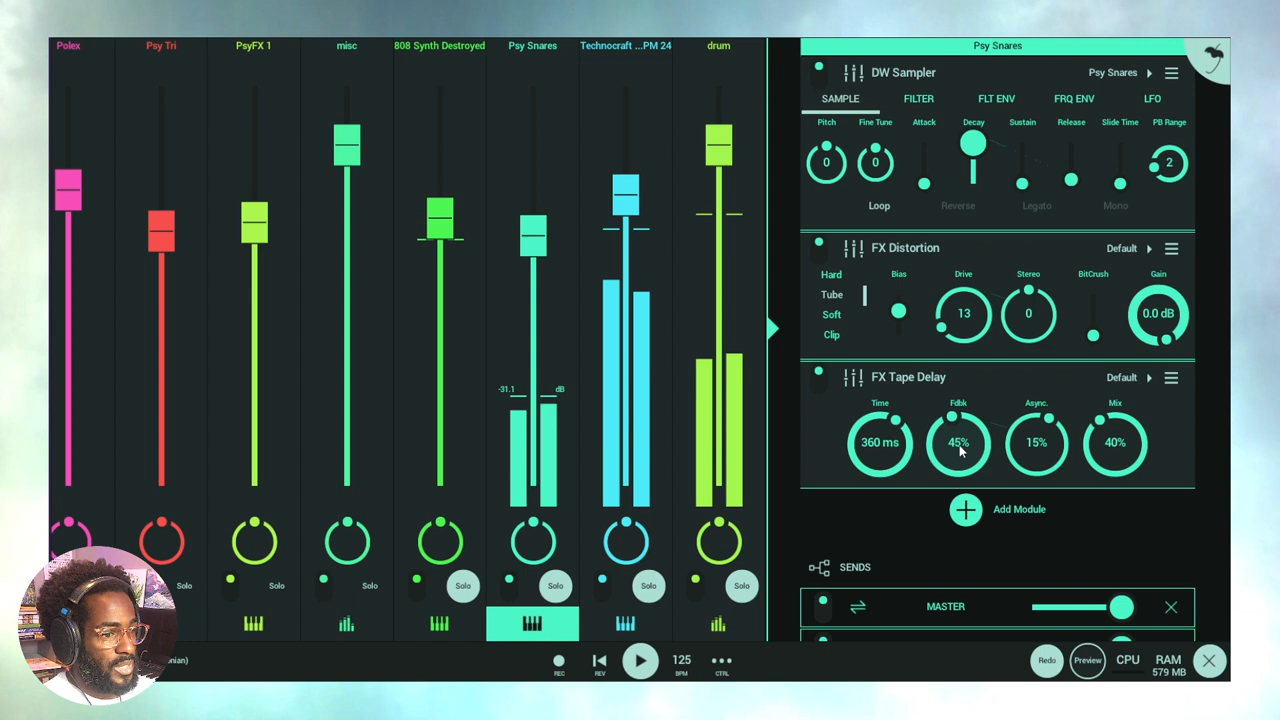 Polex
Psy Tri
PsyFX 1
misc
808 Synth Destroyed
Psy Snares
Technocraft ...PM 24
drum
-31.1
dB
Solo
Solo
Solo
Solo
Solo
Solo
Psy Snares
DW Sampler
Psy Snares
SAMPLE
FILTER
FLT ENV
FRQ ENV
LFO
Pitch
Fine Tune
Attack
Decay
Sustain
Release
Slide Time
PB Range
0
0
2
Loop
Reverse
Legato
Mono
FX Distortion
Default
Hard
Tube
Soft
Clip
Bias
Drive
Stereo
BitCrush
Gain
13
0
0.0 dB
FX Tape Delay
Default
Time
Fdbk
Async.
Mix
360 ms
45%
15%
40%
Add Module
SENDS
MASTER
nian)
REC
REV
125
BPM
CTRL
Redo
Preview
CPU
RAM
579 MB